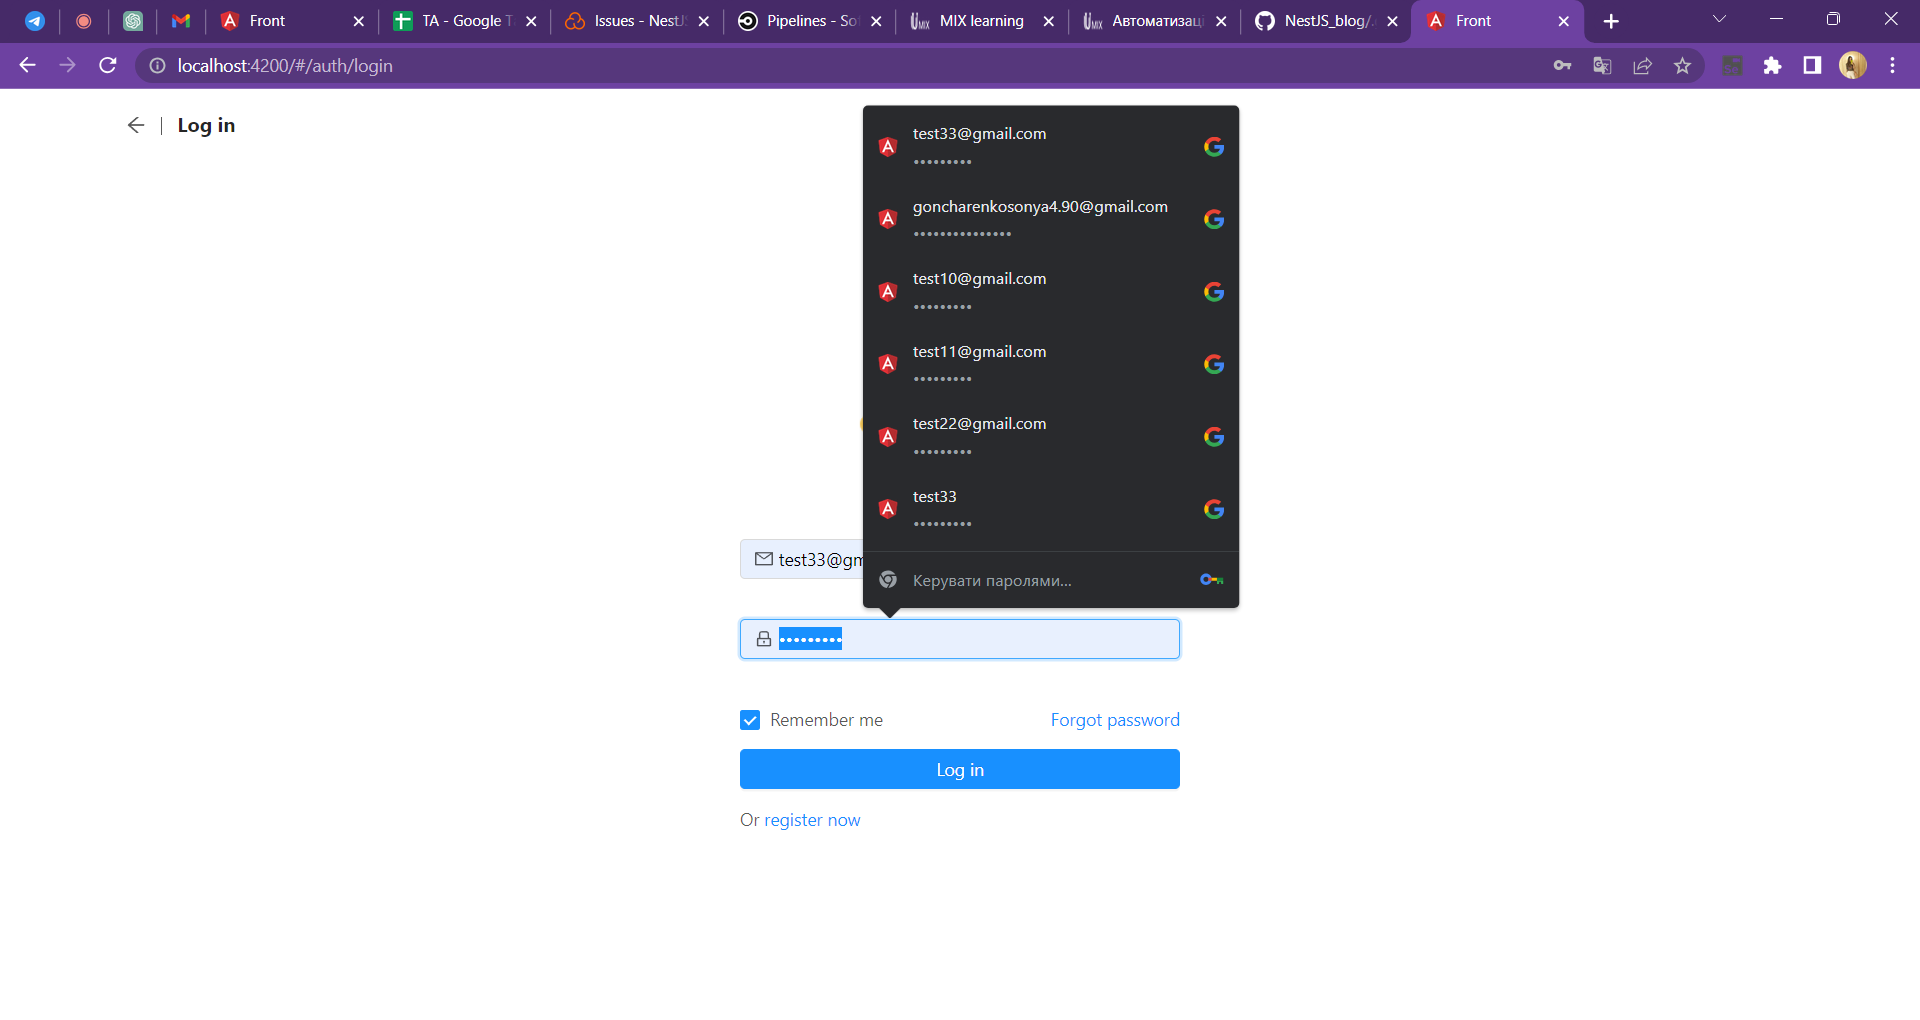 Front
TA - Google T
Issues - NestJ
Pipelines - So
MIX learning
Автоматизаці
NestJS_blog/.
Front
localhost:4200/#/auth/login
Log in
test33@gmail.com
•••••••••
goncharenkosonya4.90@gmail.com
•••••••••••••••
test10@gmail.com
•••••••••
test11@gmail.com
•••••••••
test22@gmail.com
•••••••••
test33
•••••••••
Керувати паролями...
test33@gm
•••••••••
Remember me
Forgot password
Log in
Or register now